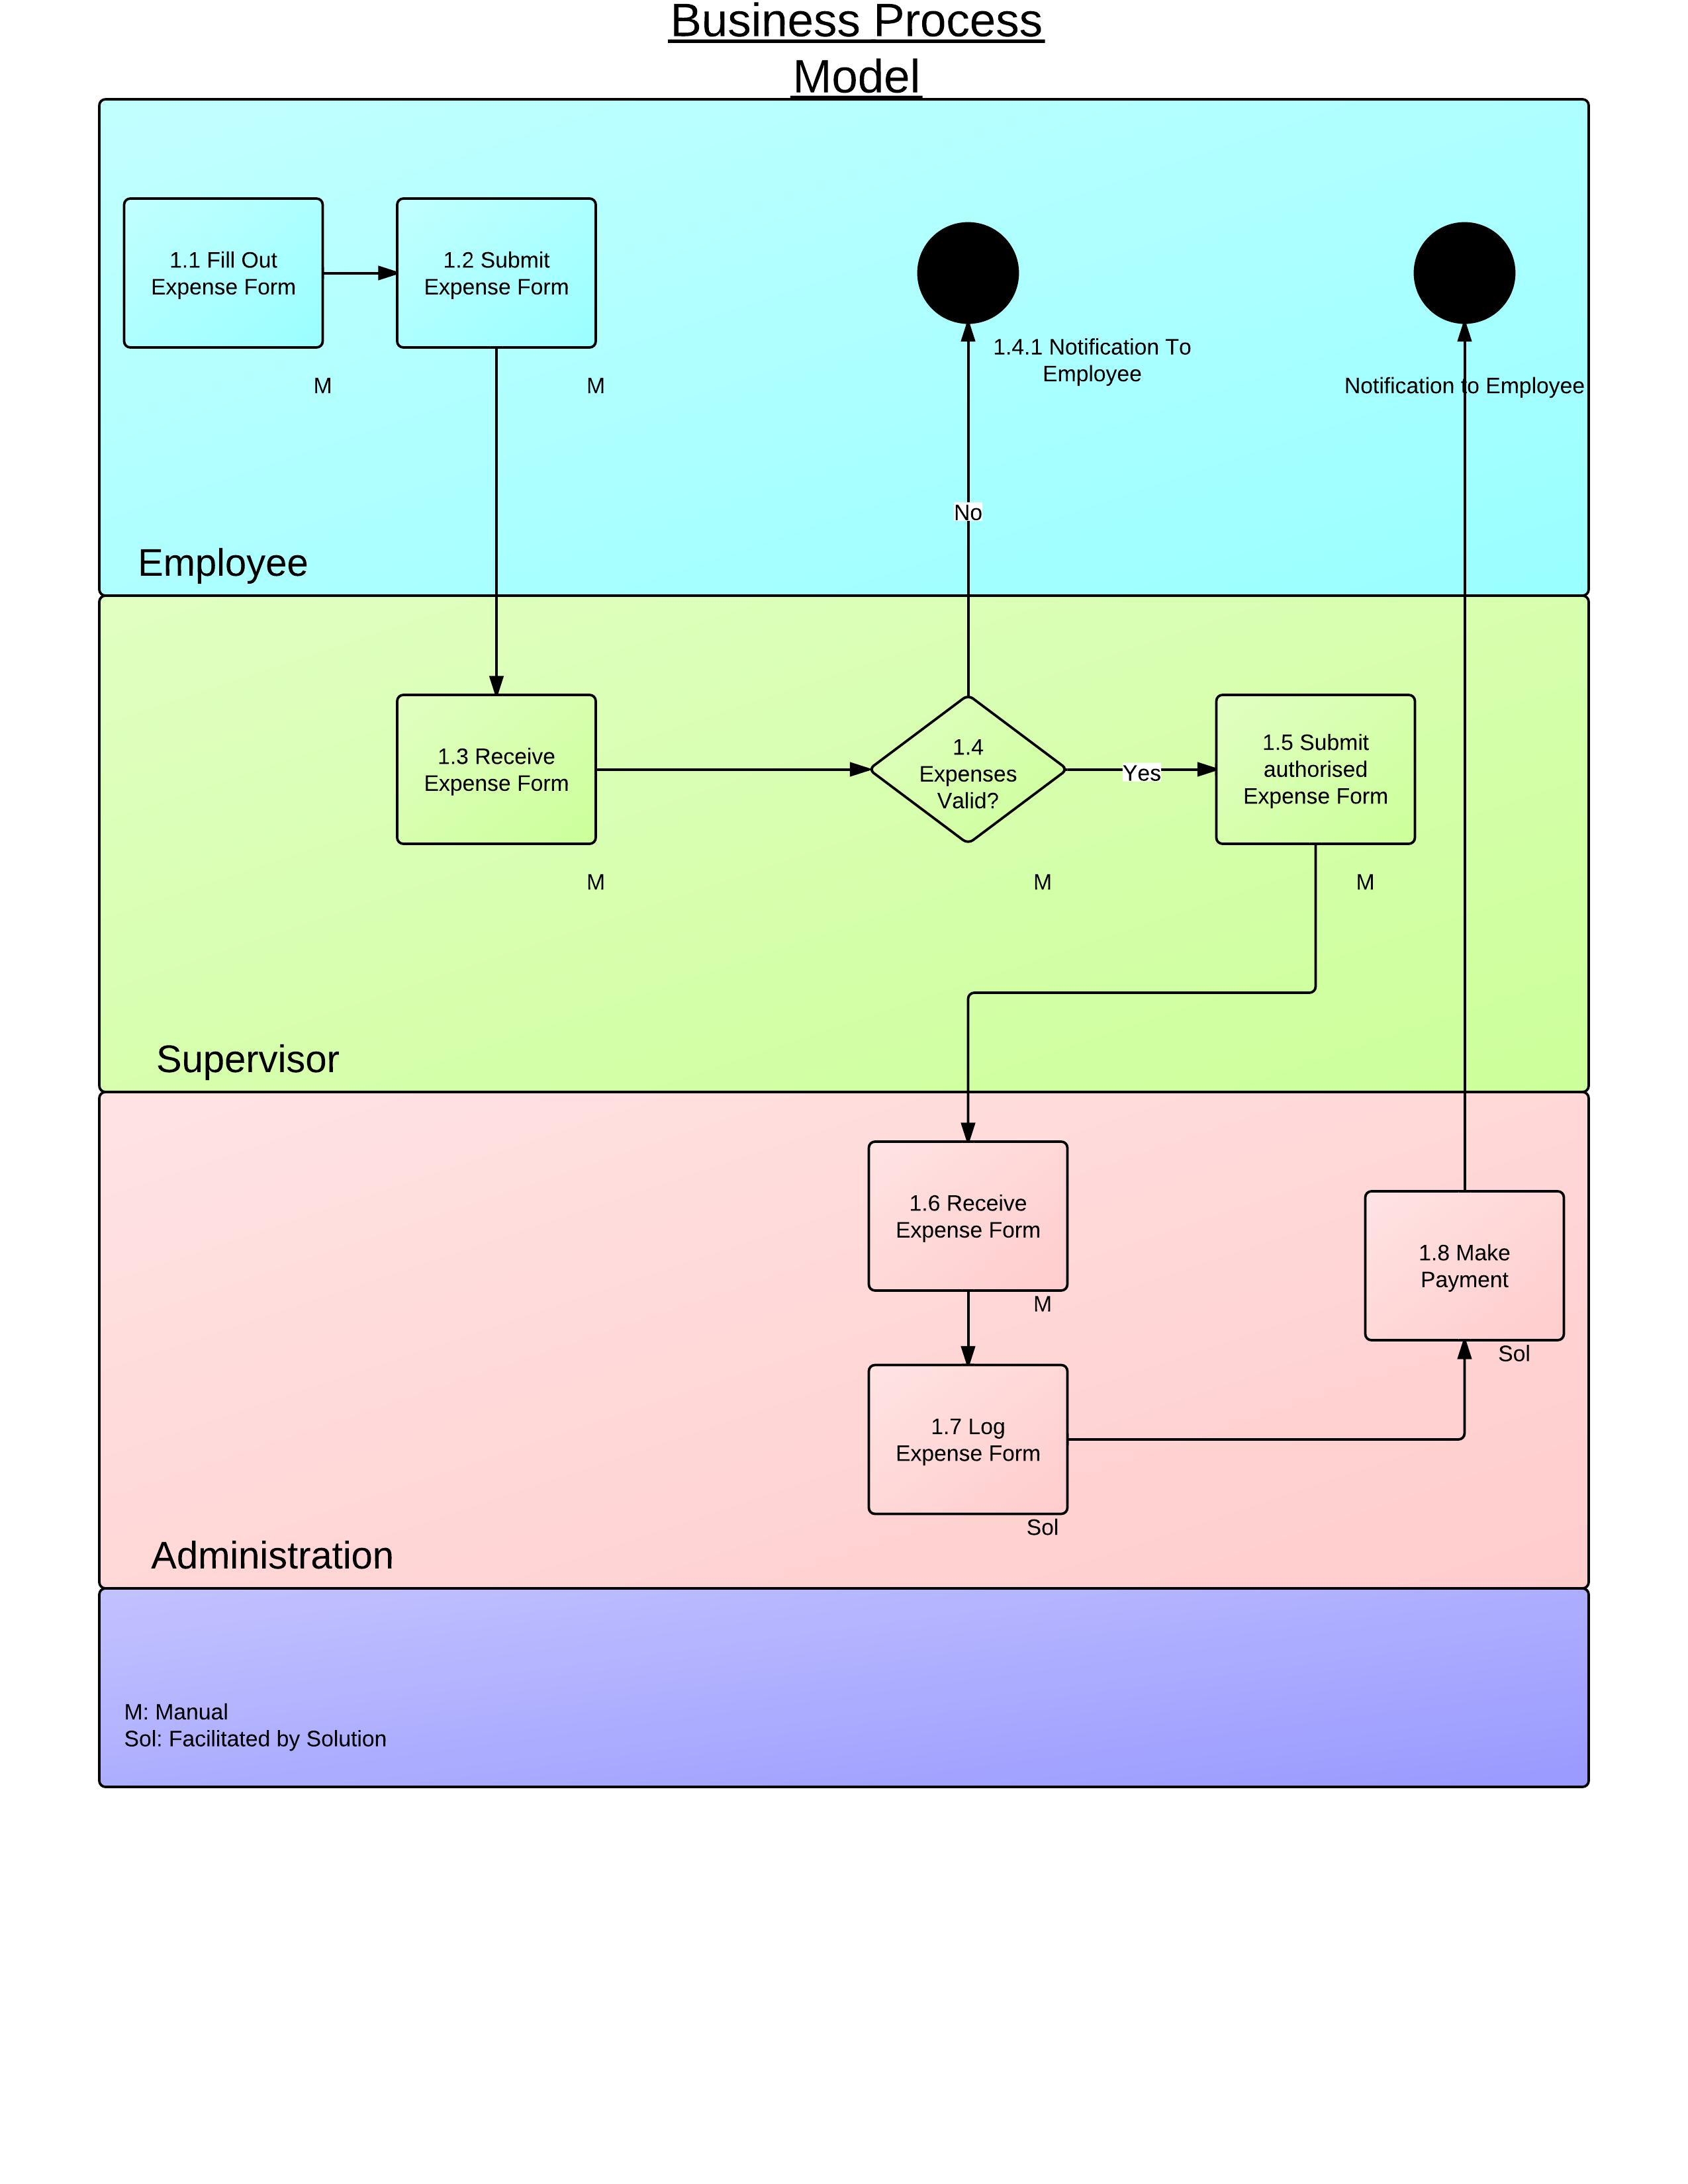 Business Process
Model
1.1 Fill Out
Expense Form
M
1.2 Submit
Expense Form
M
1.4.1 Notification To
Employee
Notification to Employee
No
Employee
1.3 Receive
Expense Form
M
1.4
Expenses
Valid?
M
Yes
1.5 Submit
authorised
Expense Form
M
Supervisor
1.6 Receive
Expense Form
M
1.8 Make
Payment
Sol
1.7 Log
Expense Form
Sol
Administration
M: Manual
Sol: Facilitated by Solution